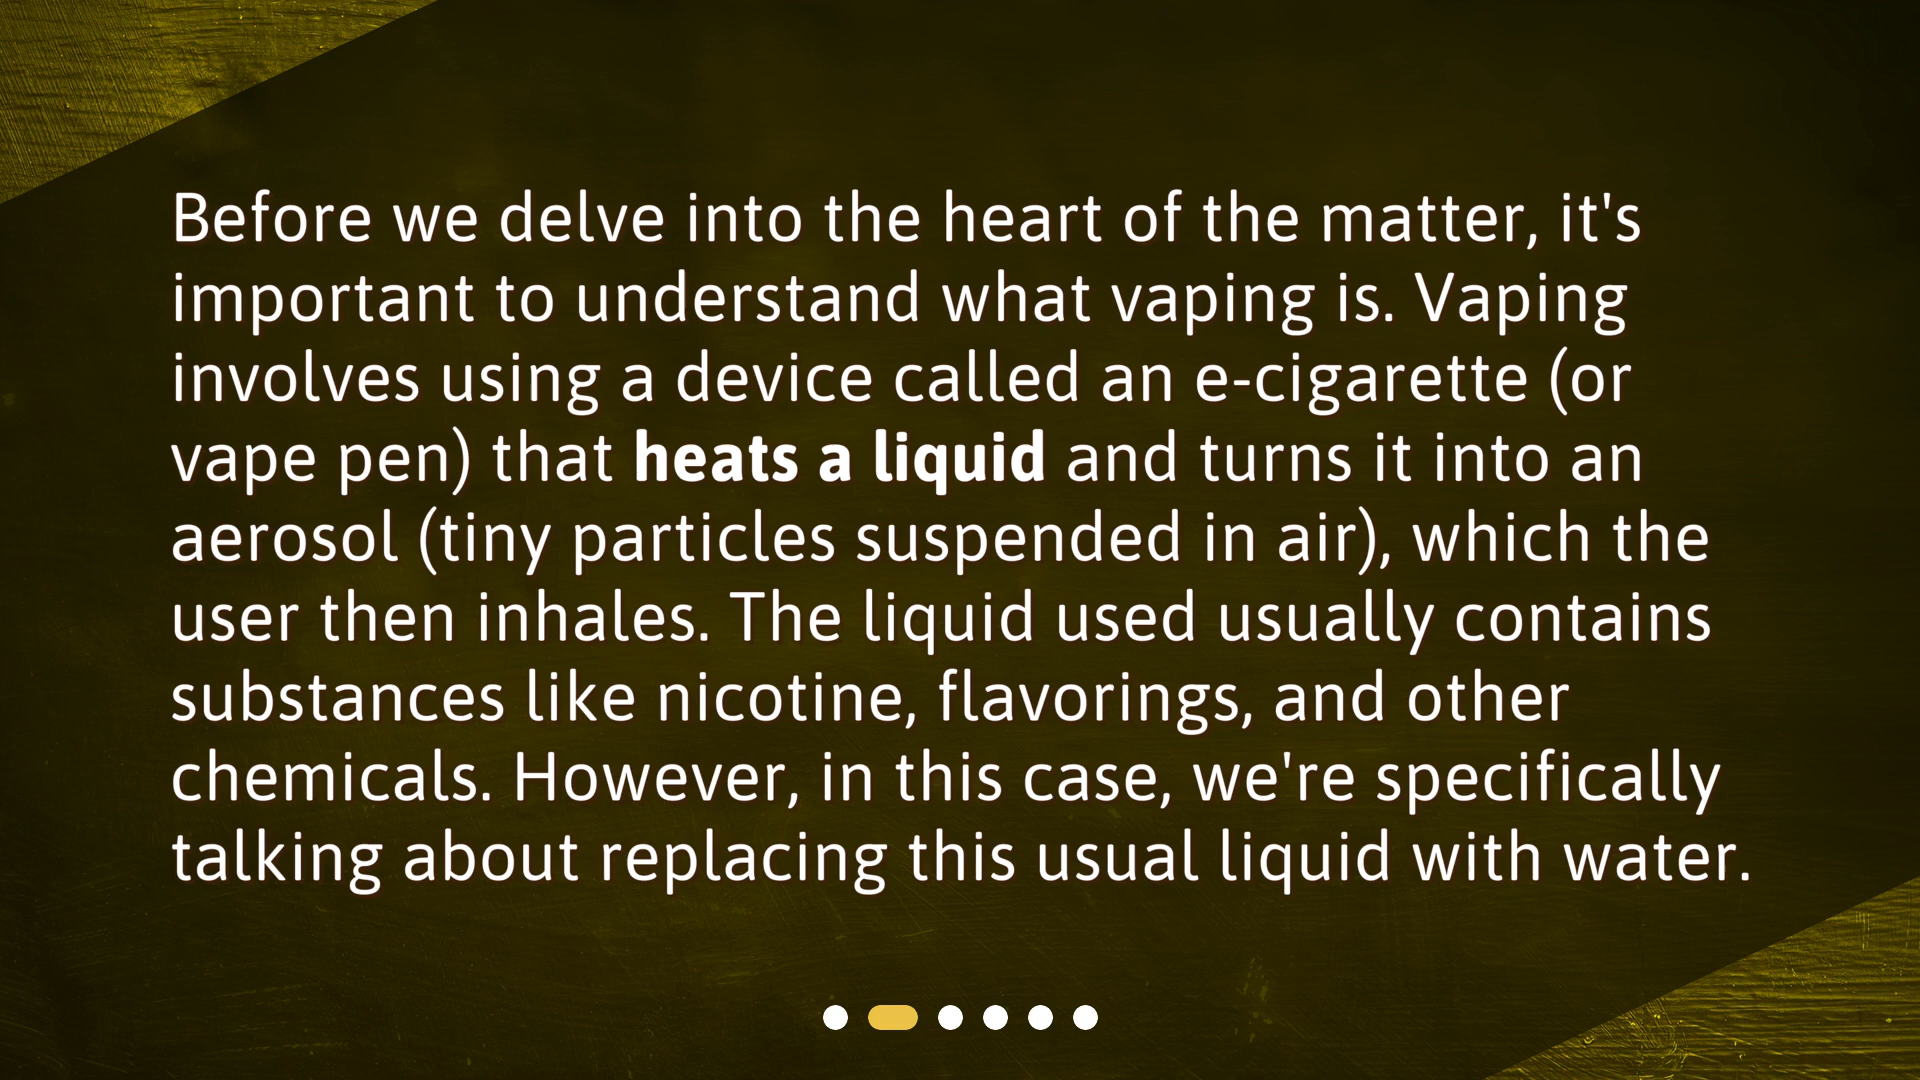 Before we delve into the heart of the matter, it's
important to understand what vaping is. Vaping
involves using a device called an e-cigarette (or
vape pen) that heats a liquid and turns it into an
aerosol (tiny particles suspended in air), which the
user then inhales. The liquid used usually contains
substances like nicotine, flavorings, and other
chemicals. However, in this case, we're specifically
talking about replacing this usual liquid with water.